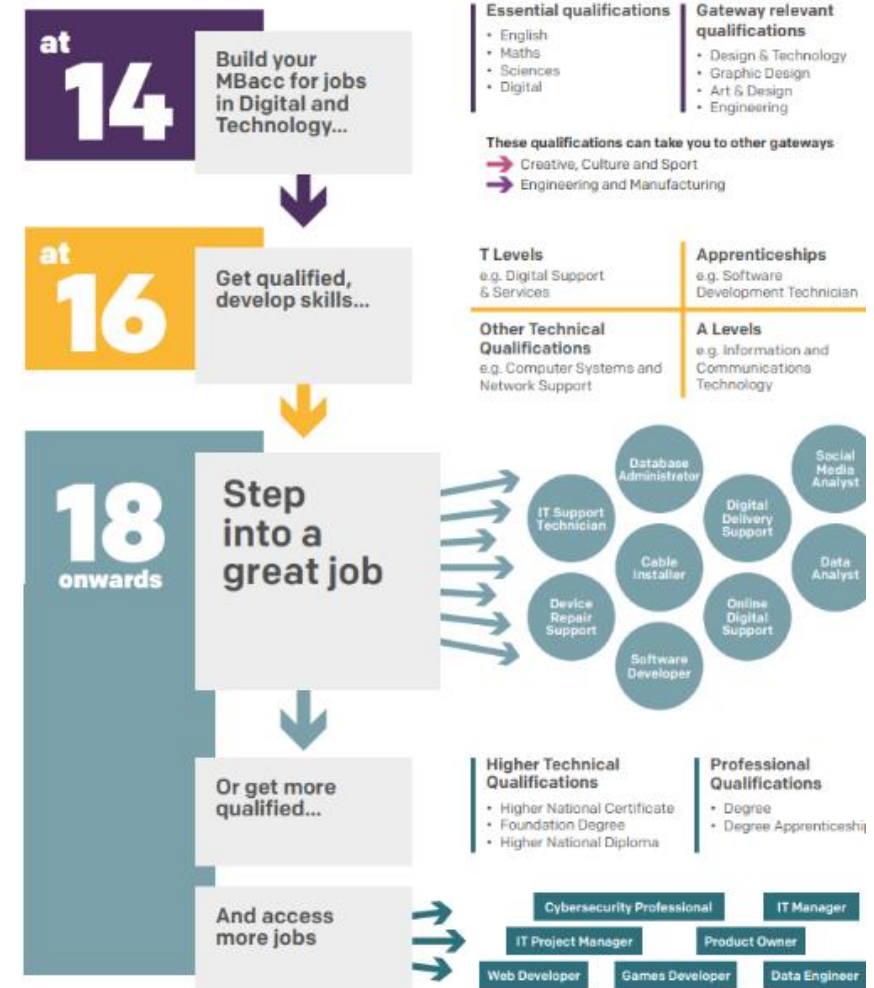 at
14
Build your
MBacc for jobs
in Digital and
Technology...
Essential qualifications
• English
• Maths
• Sciences
• Digital
Gateway relevant
qualifications
• Design & Technology
• Graphic Design
• Art & Design
• Engineering
These qualifications can take you to other gateways
Creative, Culture and Sport
Engineering and Manufacturing
at
16
Get qualified,
develop skills...
T Levels
e.g. Digital Support
& Services
Apprenticeships
e.g. Software
Development Technician
Other Technical
Qualifications
e.g. Computer Systems and
Network Support
A Levels
e.g. Information and
Communications
Technology
18
onwards
Step
into a
great job
Database
Administrator
Social
Media
Analyst
IT Support
Technician
Digital
Delivery
Support
Cable
Installer
Data
Analyst
Device
Repair
Support
Online
Digital
Support
Software
Developer
Or get more
qualified...
Higher Technical
Qualifications
• Higher National Certificate
• Foundation Degree
• Higher National Diploma
Professional
Qualifications
• Degree
• Degree Apprenticeshi
And access
more jobs
Cybersecurity Professional
IT Manager
IT Project Manager
Product Owner
Web Developer
Games Developer
Data Engineer